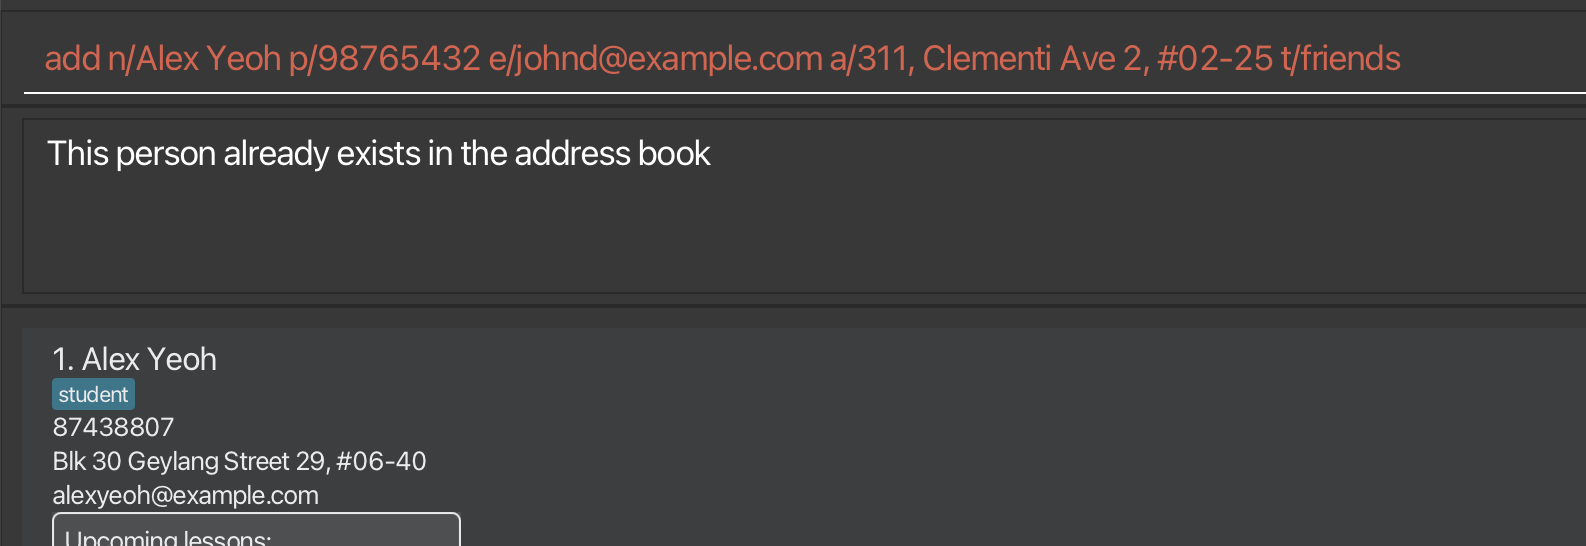 add n/Alex Yeoh p/98765432 e/johnd@example.com a/311, Clementi Ave 2, #02-25 t/friends
This person already exists in the address book
1. Alex Yeoh
student
87438807
Blk 30 Geylang Street 29, #06-40
alexyeoh@example.com
Upcoming lessons: